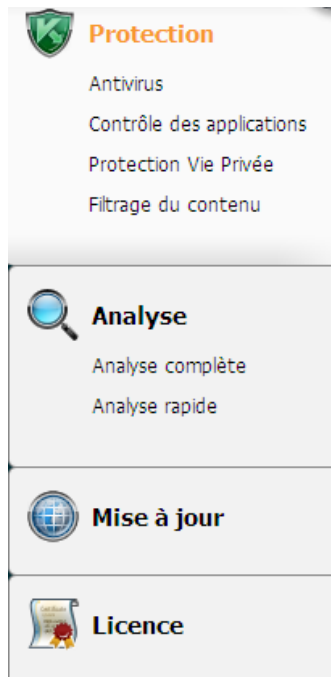 Protection
Antivirus
Contrôle des applications
Protection Vie Privée
Filtrage du contenu
Analyse
Analyse complète
Analyse rapide
Mise à jour
Licence